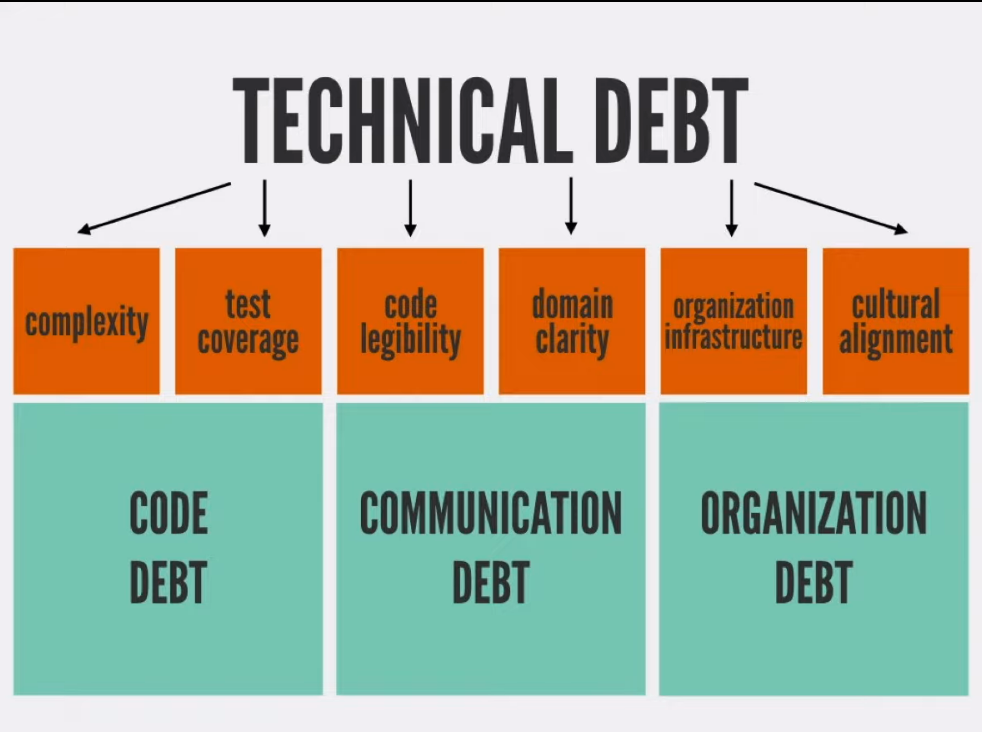 TECHNICAL DEBT
complexity
test
coverage
code
legibility
domain
clarity
organization
infrastructure
cultural
alignment
CODE
DEBT
COMMUNICATION
DEBT
ORGANIZATION
DEBT